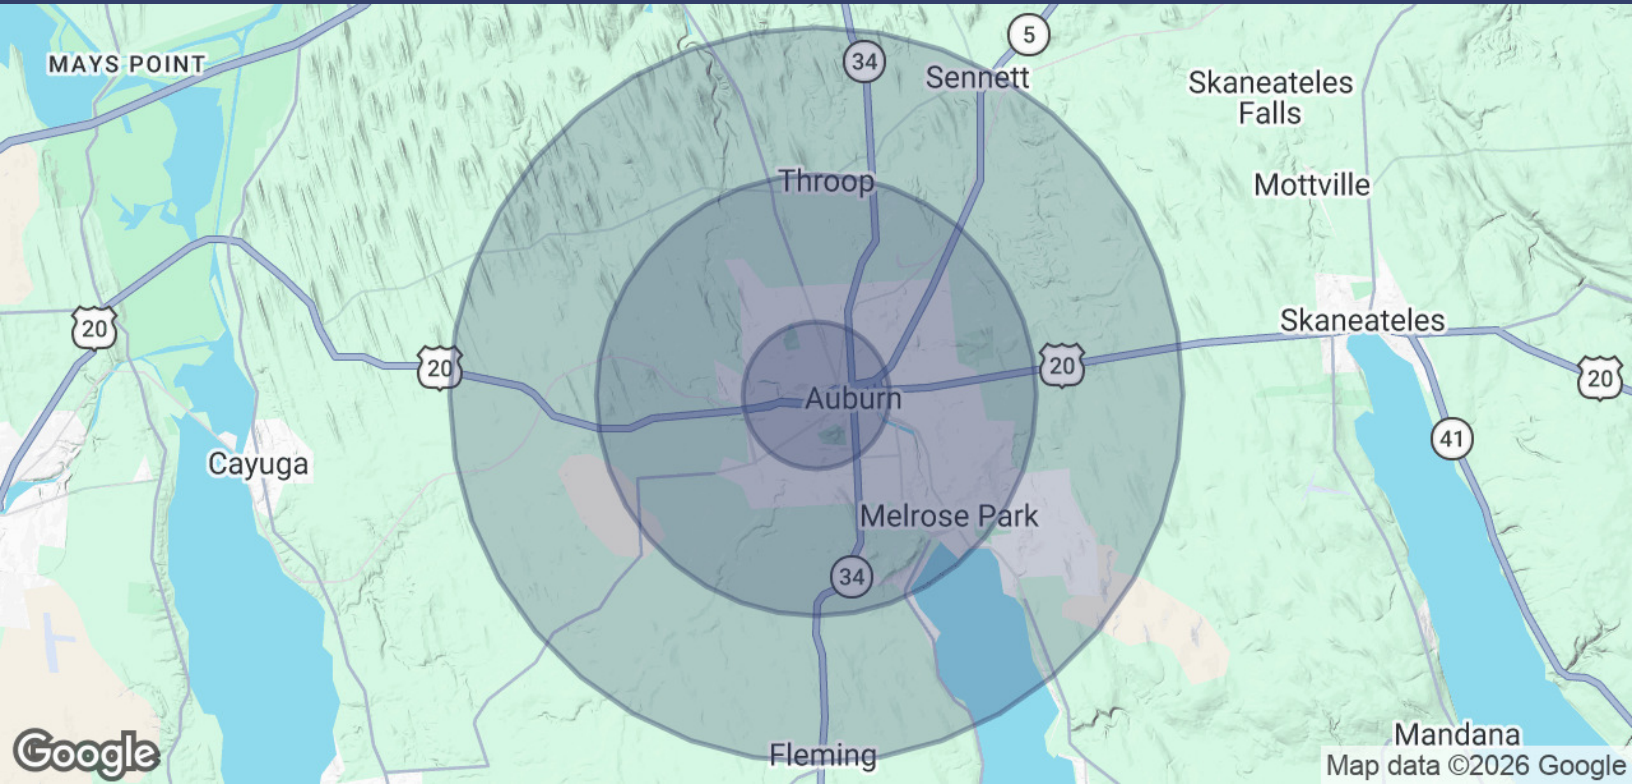 5
34
MAYS POINT
Sennett
Skaneateles
Falls
Throop
Mottville
20
Skaneateles
20
20
20
Auburn
41
Cayuga
Melrose Park
34
Mandana
Fleming
Google
Map data ©2026 Google